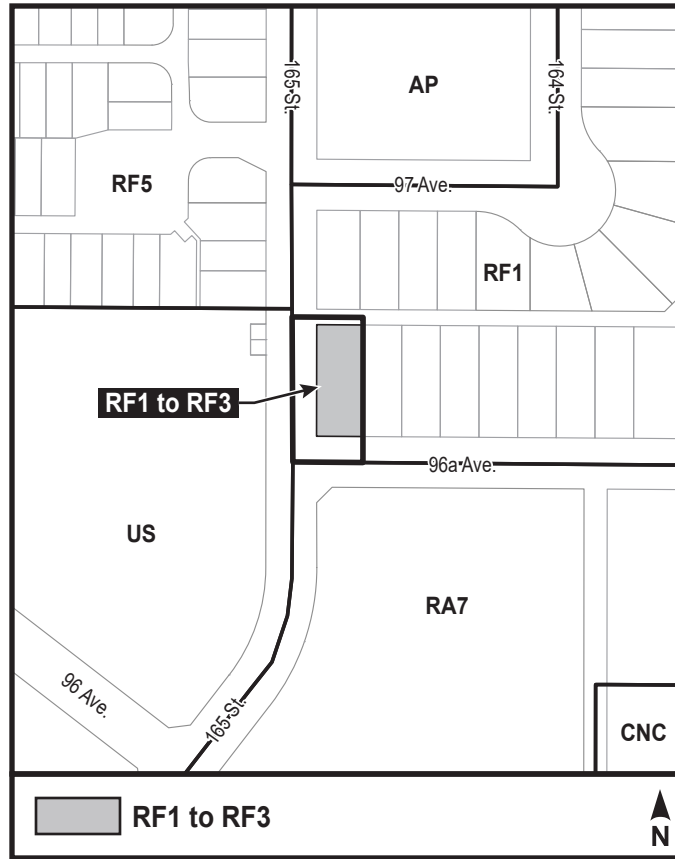 165 St.
AP
164 St.
RF5
97 Ave.
RF1
RF1 to RF3
96a Ave.
US
RA7
96 Ave.
165 St.
CNC
RF1 to RF3
N